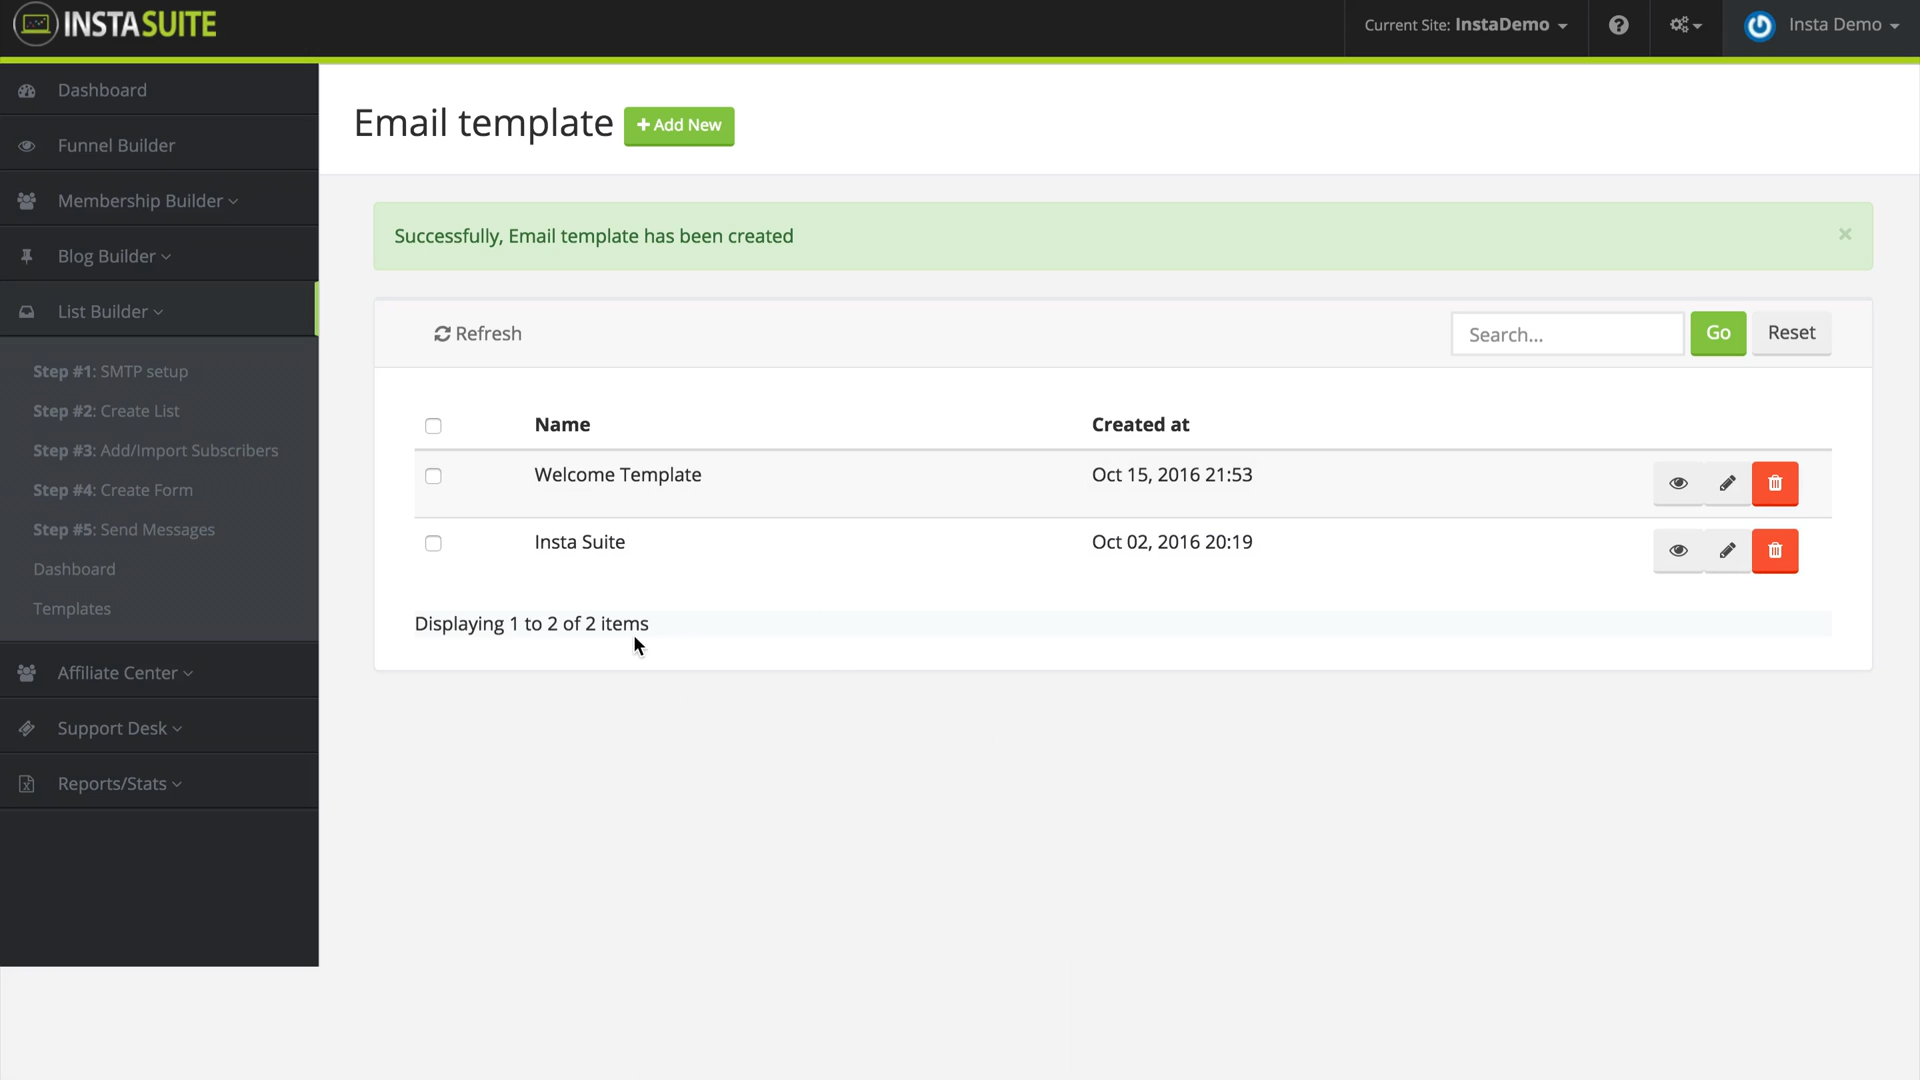 INSTASUITE
Current Site: InstaDemo
Insta Demo
Dashboard
Funnel Builder
Membership Builder
Blog Builder
List Builder
Step #1: SMTP setup
Step #2: Create List
Step #3: Add/Import Subscribers
Step #4: Create Form
Step #5: Send Messages
Dashboard
Templates
Affiliate Center
Support Desk
Reports/Stats
Email template
+ Add New
Successfully, Email template has been created
×
Refresh
Search...
Go
Reset
Name Created at
Welcome Template Oct 15, 2016 21:53
Insta Suite Oct 02, 2016 20:19
Displaying 1 to 2 of 2 items